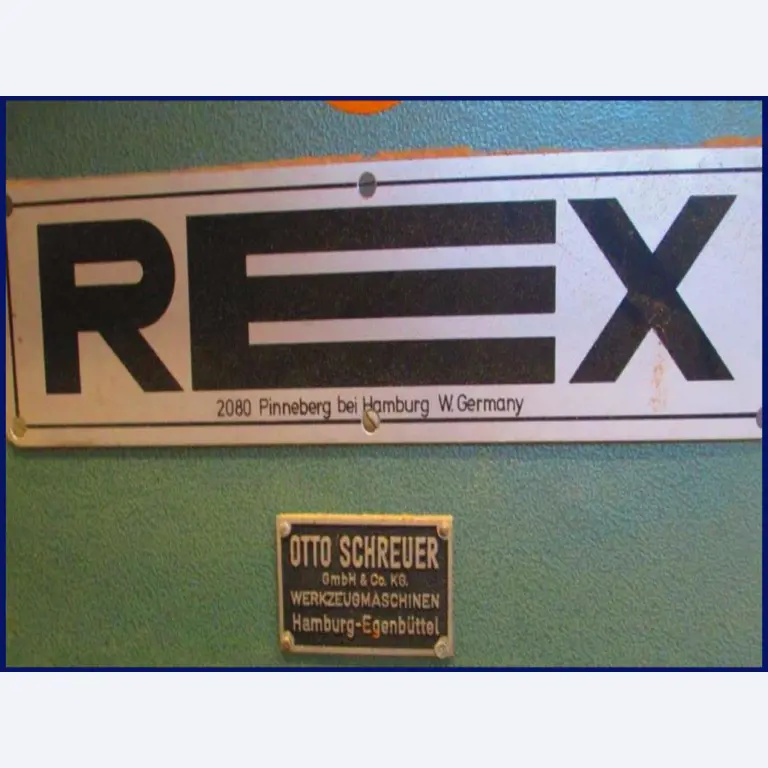 REX
2080 Pinneberg bei Hamburg W. Germany
OTTO SCHREUER
GmbH & Co. KG.
WERKZEUGMASCHINEN
Hamburg-Egenbüttel